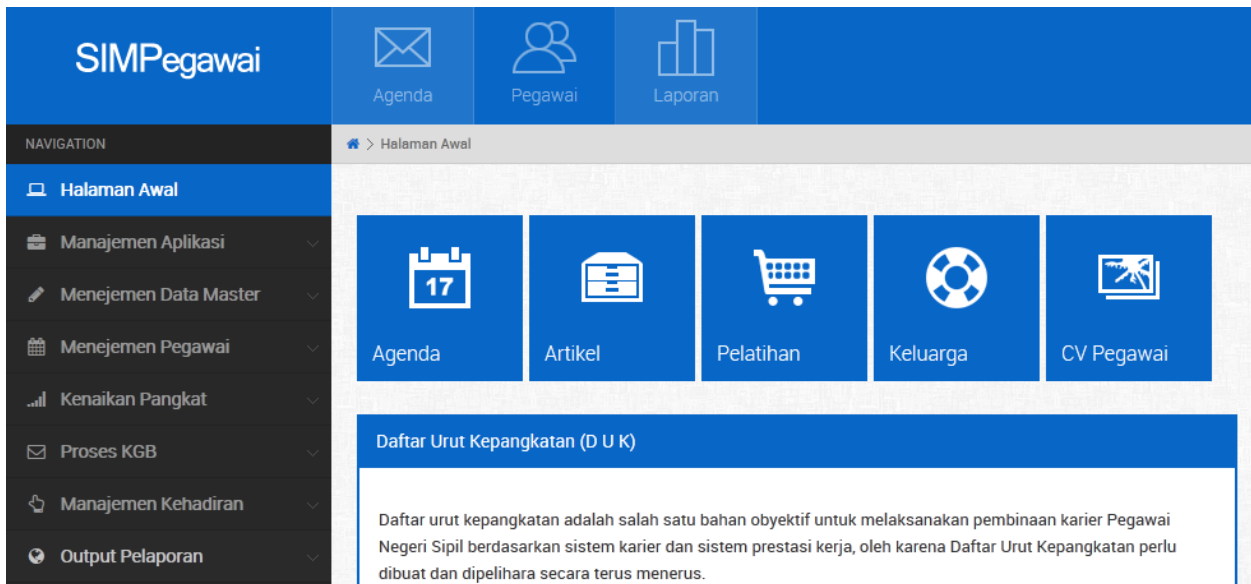 SIMPegawai
Agenda
Pegawai
Laporan
NAVIGATION
> Halaman Awal
Halaman Awal
Manajemen Aplikasi
Menejemen Data Master
Menejemen Pegawai
Kenaikan Pangkat
Proses KGB
Manajemen Kehadiran
Output Pelaporan
17
Agenda
Artikel
Pelatihan
Keluarga
CV Pegawai
Daftar Urut Kepangkatan (D U K)
Daftar urut kepangkatan adalah salah satu bahan obyektif untuk melaksanakan pembinaan karier Pegawai
Negeri Sipil berdasarkan sistem karier dan sistem prestasi kerja, oleh karena Daftar Urut Kepangkatan perlu
dibuat dan dipelihara secara terus menerus.